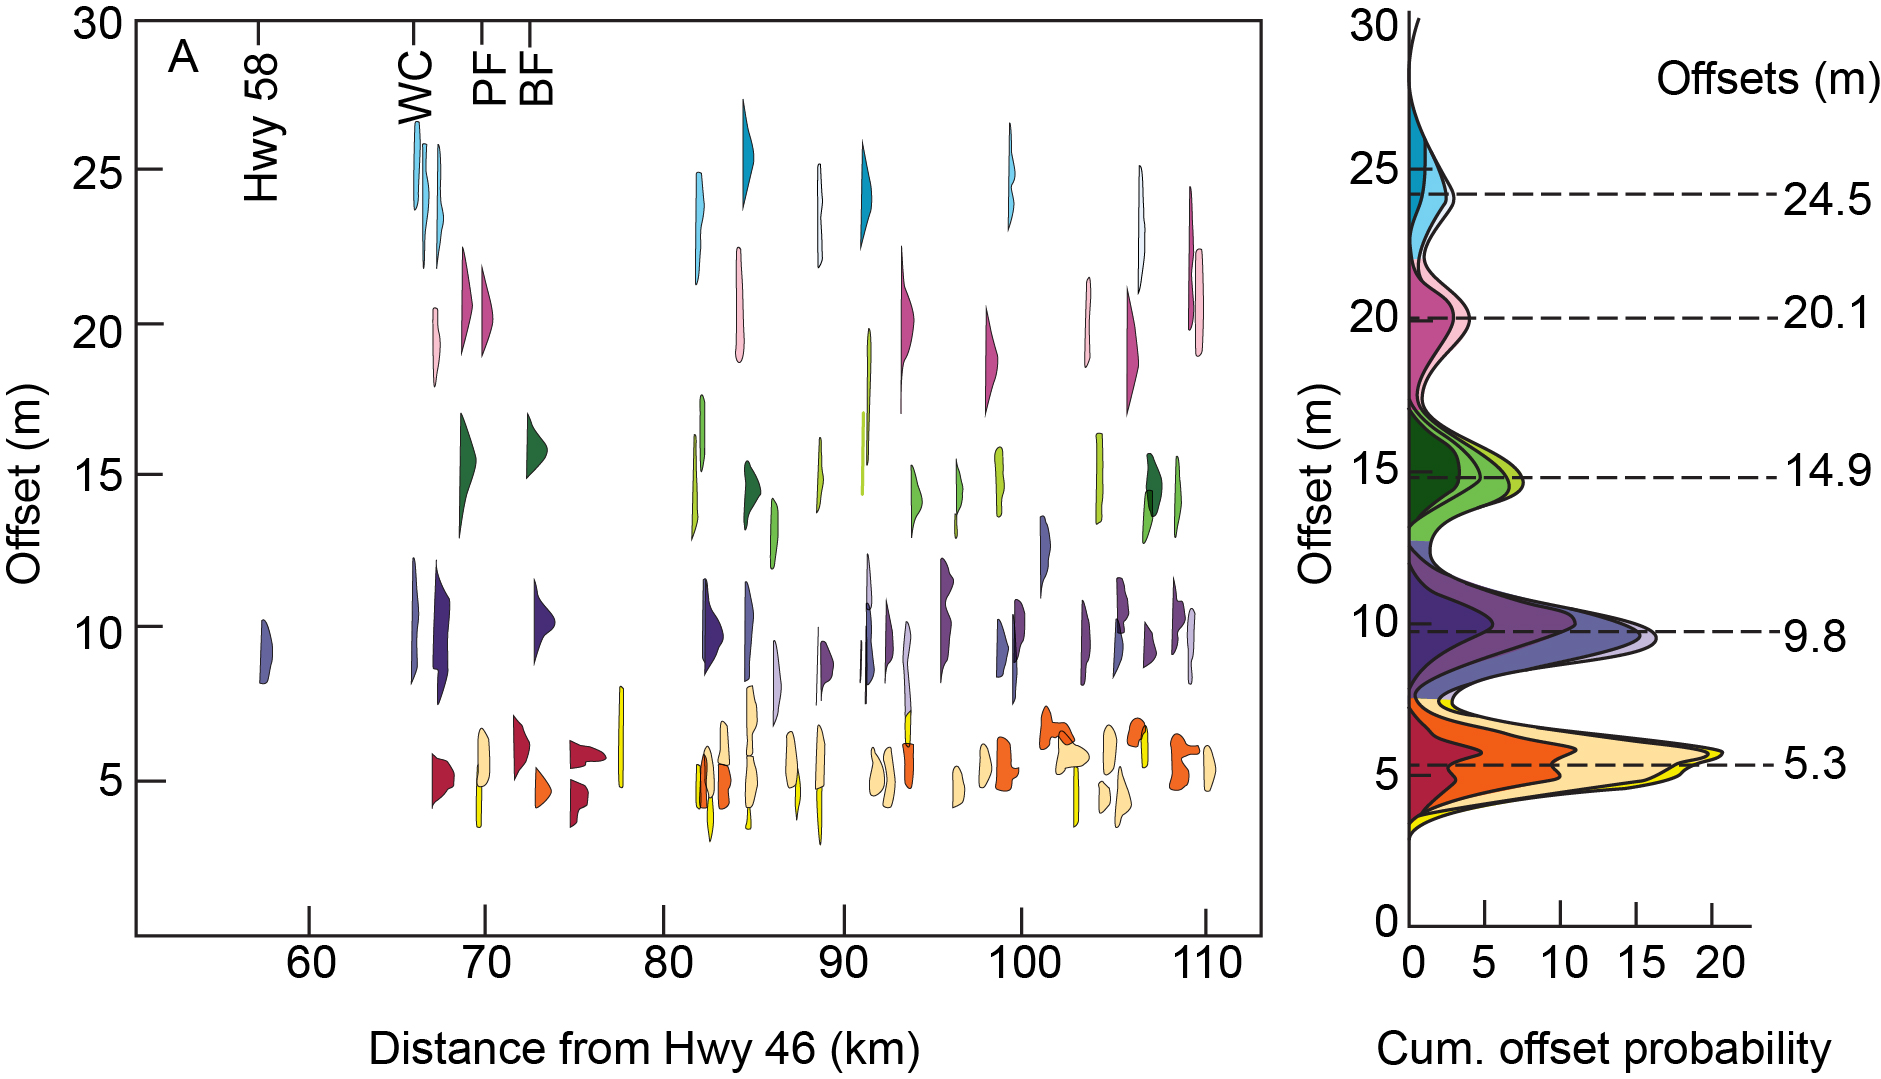 A
Hwy 58
WC
PF
BF
30
25
20
15
10
5
Offset (m)
60
70
80
90
100
110
Distance from Hwy 46 (km)
Offsets (m)
30
25
20
15
10
5
0
Offset (m)
24.5
20.1
14.9
9.8
5.3
0
5
10
15
20
Cum. offset probability